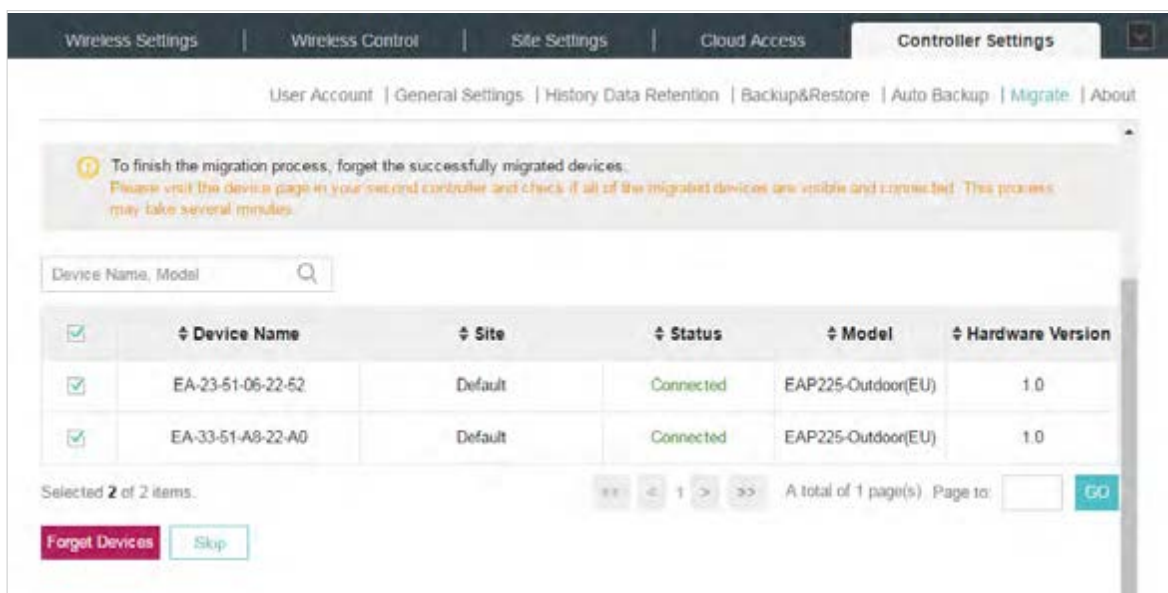 Wireless Settings | Wireless Control | Site Settings | Cloud Access Controller Settings
User Account | General Settings | History Data Retention | Backup&Restore | Auto Backup | Migrate | About
To finish the migration process, forget the successfully migrated devices.
Please visit the device page in your second controller and check if all of the migrated devices are visible and connected. This process
may take several minutes.
Device Name, Model
Device Name Site Status Model Hardware Version
EA-23-51-06-22-52 Default Connected EAP225-Outdoor(EU) 1.0
EA-33-51-A8-22-A0 Default Connected EAP225-Outdoor(EU) 1.0
Selected 2 of 2 items. << < 1 > >> A total of 1 page(s) Page to: GO
Forget Devices Skip